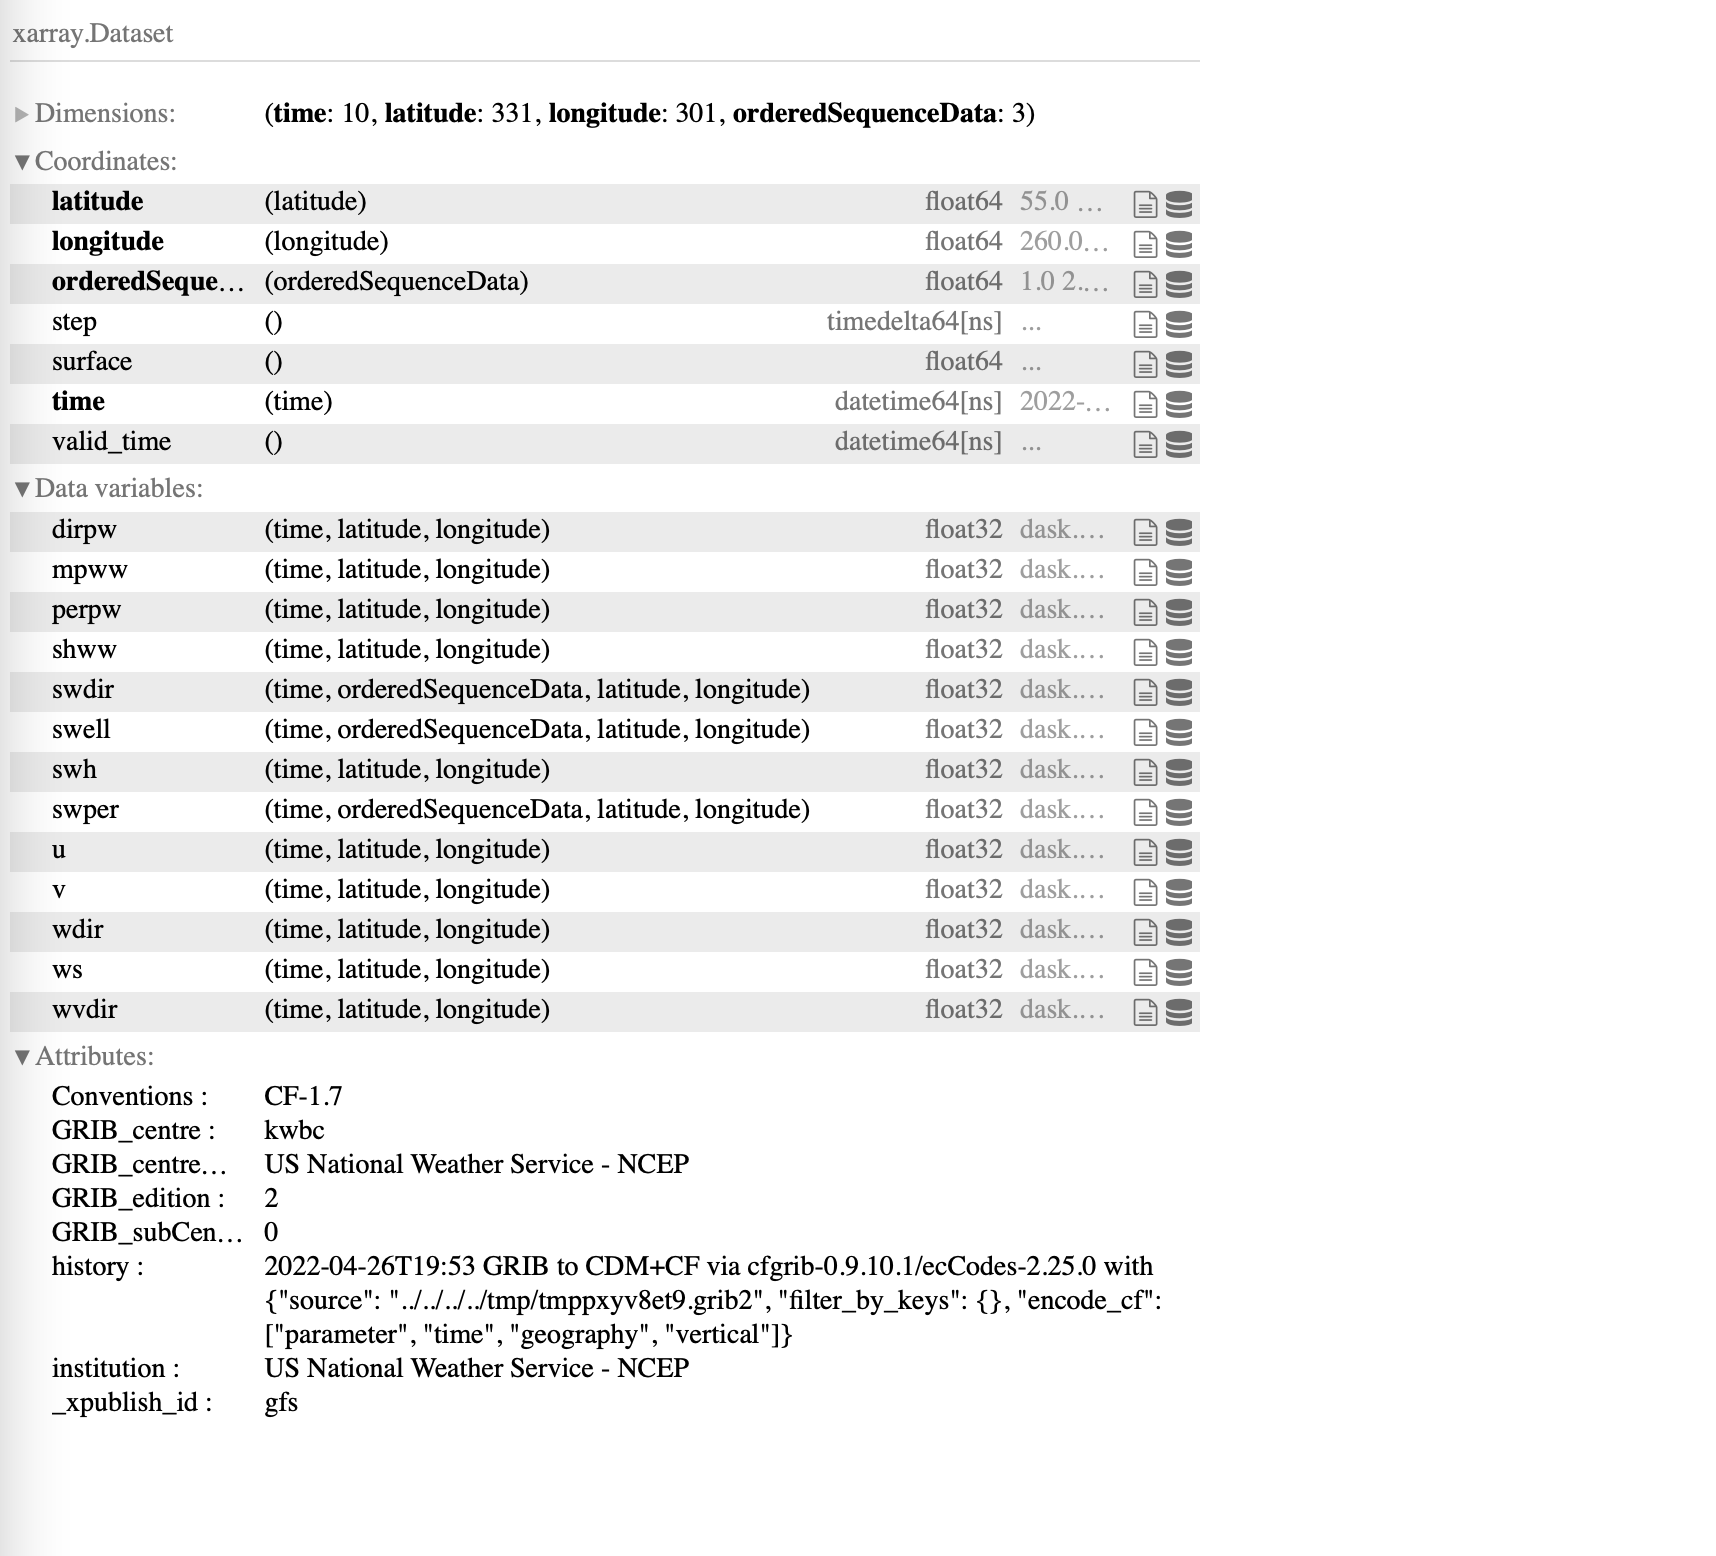 xarray.Dataset
▶ Dimensions: (time: 10, latitude: 331, longitude: 301, orderedSequenceData: 3)
▼ Coordinates:
latitude (latitude) float64 55.0 ...
longitude (longitude) float64 260.0...
orderedSeque... (orderedSequenceData) float64 1.0 2....
step () timedelta64[ns] ...
surface () float64 ...
time (time) datetime64[ns] 2022-...
valid_time () datetime64[ns] ...
▼ Data variables:
dirpw (time, latitude, longitude) float32 dask....
mpww (time, latitude, longitude) float32 dask....
perpw (time, latitude, longitude) float32 dask....
shww (time, latitude, longitude) float32 dask....
swdir (time, orderedSequenceData, latitude, longitude) float32 dask....
swell (time, orderedSequenceData, latitude, longitude) float32 dask....
swh (time, latitude, longitude) float32 dask....
swper (time, orderedSequenceData, latitude, longitude) float32 dask....
u (time, latitude, longitude) float32 dask....
v (time, latitude, longitude) float32 dask....
wdir (time, latitude, longitude) float32 dask....
ws (time, latitude, longitude) float32 dask....
wvdir (time, latitude, longitude) float32 dask....
▼ Attributes:
Conventions : CF-1.7
GRIB_centre : kwbc
GRIB_centre... US National Weather Service - NCEP
GRIB_edition : 2
GRIB_subCen... 0
history : 2022-04-26T19:53 GRIB to CDM+CF via cfgrib-0.9.10.1/ecCodes-2.25.0 with
{"source": "../../../../tmp/tmppxyv8et9.grib2", "filter_by_keys": {}, "encode_cf":
["parameter", "time", "geography", "vertical"]}
institution : US National Weather Service - NCEP
_xpublish_id : gfs